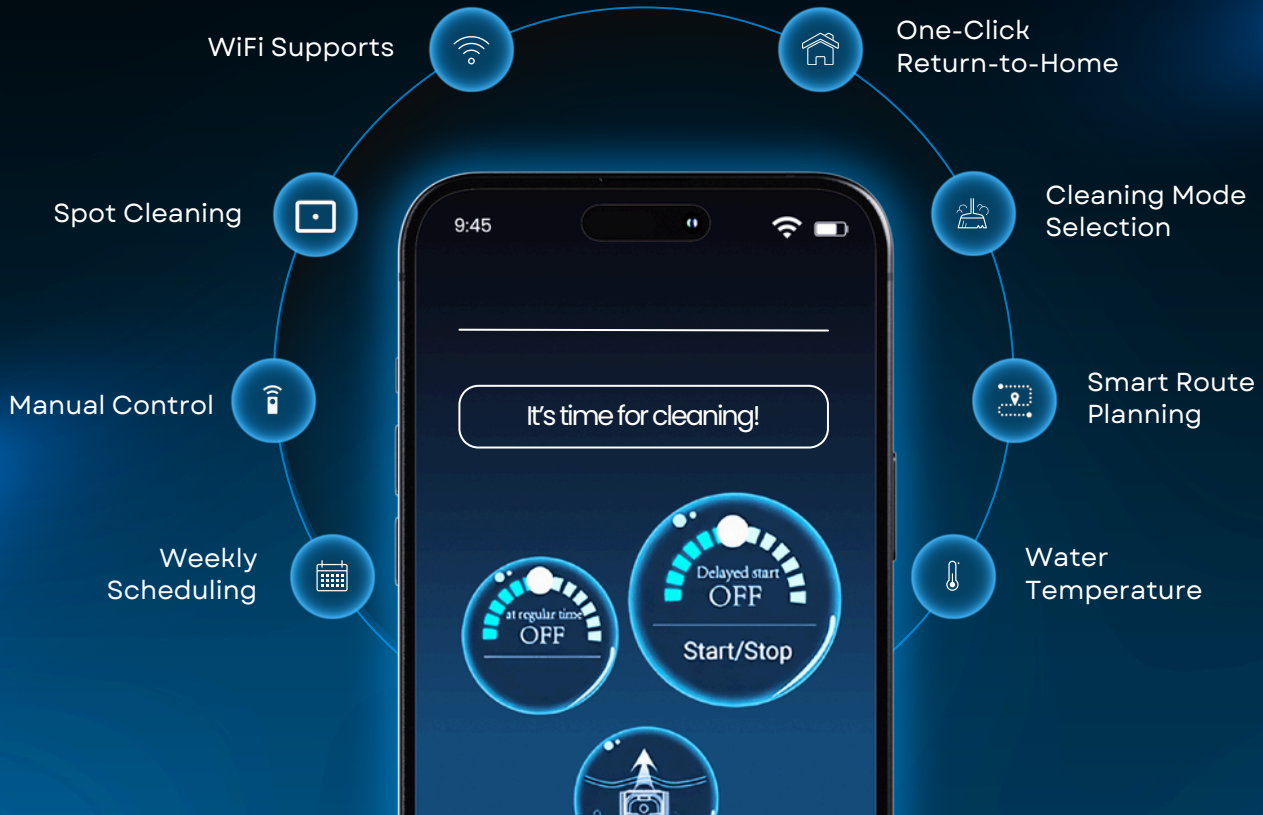 WiFi Supports
One-Click
Return-to-Home
Spot Cleaning
Cleaning Mode
Selection
9:45
It's time for cleaning!
Manual Control
Smart Route
Planning
Weekly
Scheduling
Water
Temperature
at regular time
OFF
Delayed start
OFF
Start/Stop